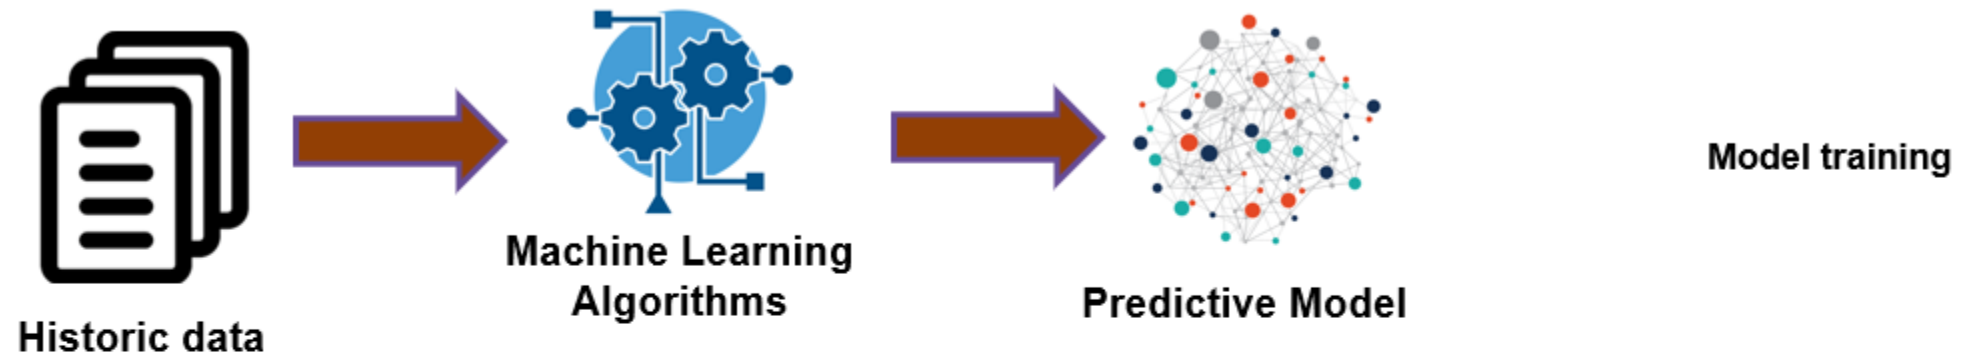 Historic data
Machine Learning
Algorithms
Predictive Model
Model training